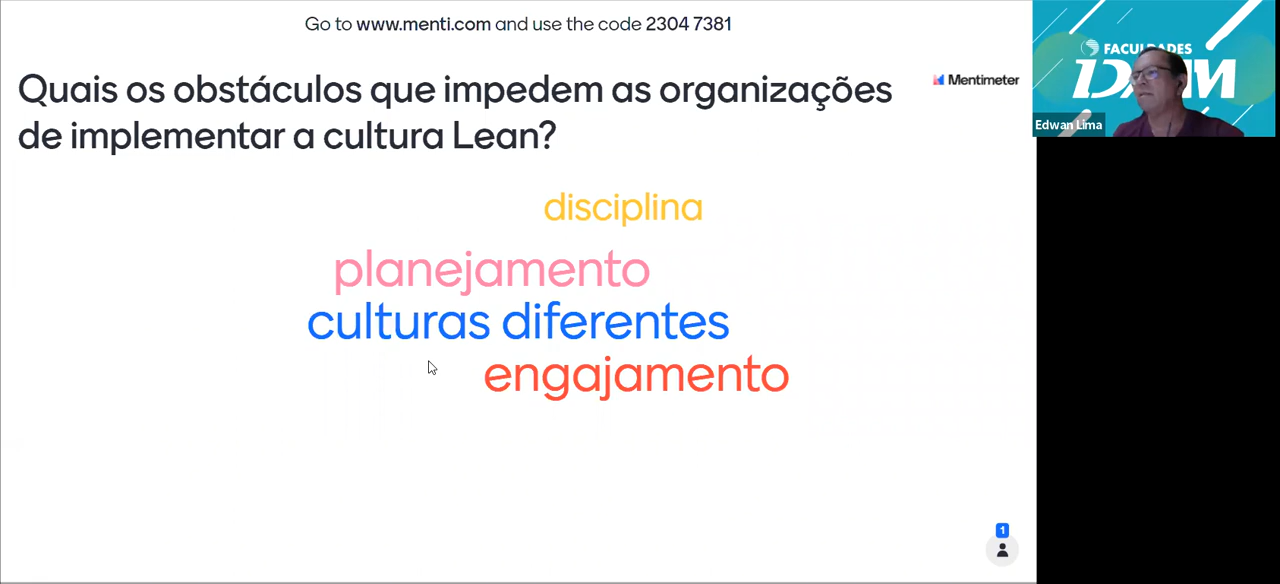 Go to www.menti.com and use the code 2304 7381
Quais os obstáculos que impedem as organizações
de implementar a cultura Lean?
Mentimeter
disciplina
planejamento
culturas diferentes
engajamento
1
FACULDADES
Edwan Lima